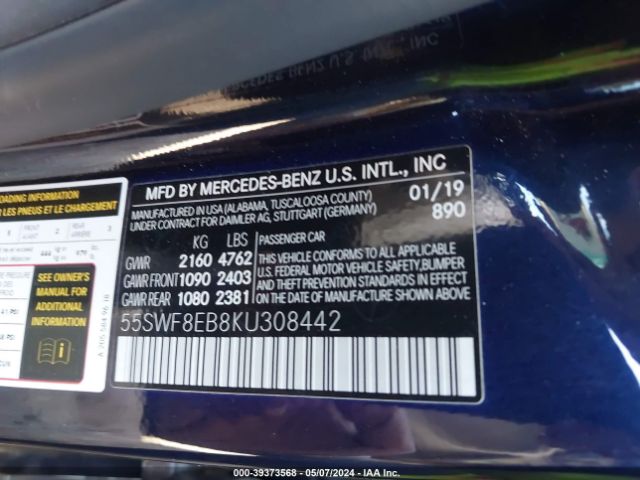 MFD BY MERCEDES-BENZ U.S. INTL., INC
MANUFACTURED IN USA (ALABAMA, TUSCALOOSA COUNTY) 01/19
UNDER CONTRACT FOR DAIMLER AG, STUTTGART (GERMANY) 890
KG LBS
GVWR 2160 4762
GAWR FRONT 1090 2403
GAWR REAR 1080 2381
PASSENGER CAR
THIS VEHICLE CONFORMS TO ALL APPLICABLE
U.S. FEDERAL MOTOR VEHICLE SAFETY, BUMPER
AND THEFT PREVENTION STANDARDS IN
EFFECT ON THE DATE OF MANUFACTURE
SHOWN ABOVE.
55SWF8EB8KU308442
LOADING INFORMATION
LES PNEUS ET LE CHARGEMENT
SEE OWNER'S
MANUAL FOR
ADDITIONAL
INFORMATION
000-39373568 - 05/07/2024 - IAA Inc.